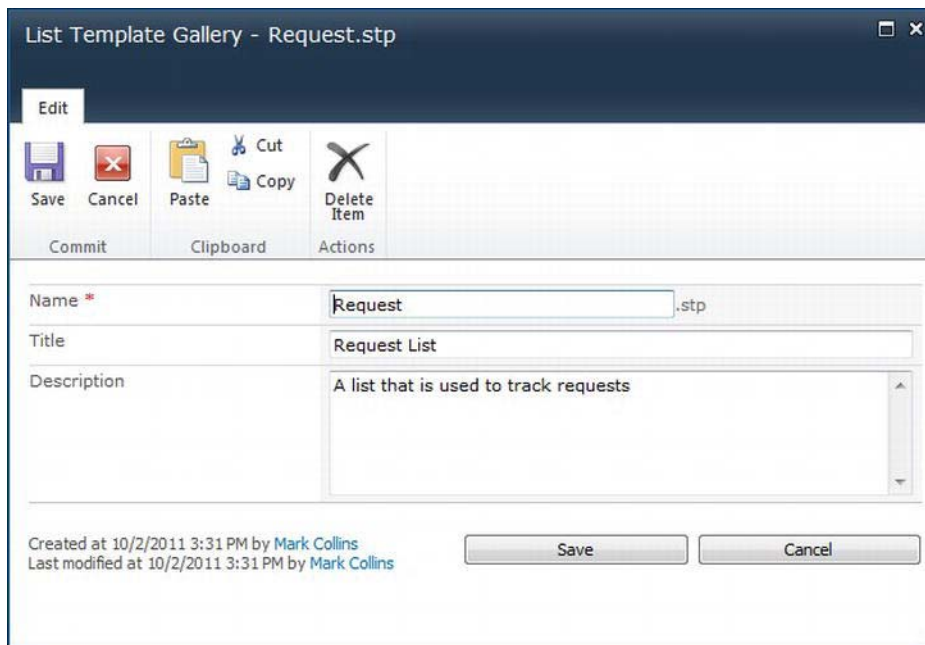 List Template Gallery - Request.stp
Edit
Save
Cancel
Paste
Cut
Copy
Delete
Item
Commit
Clipboard
Actions
Name *
Request
.stp
Title
Request List
Description
A list that is used to track requests
Created at 10/2/2011 3:31 PM by Mark Collins
Last modified at 10/2/2011 3:31 PM by Mark Collins
Save
Cancel